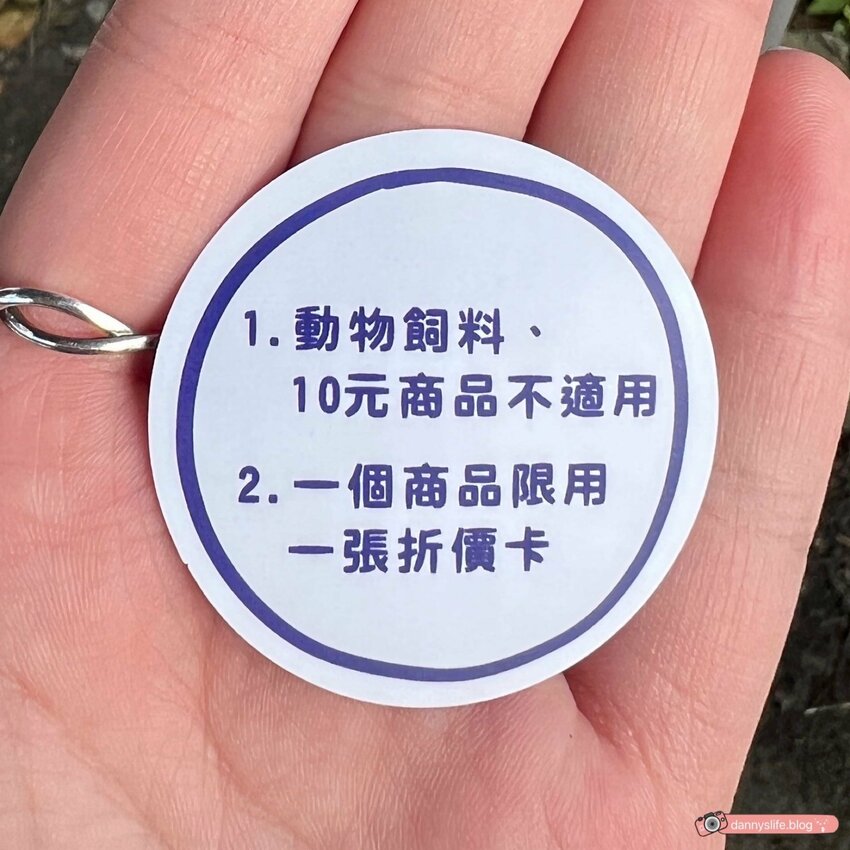 1.動物飼料、
10元商品不適用
2.一個商品限用
一張折價卡
dannyslife.blog